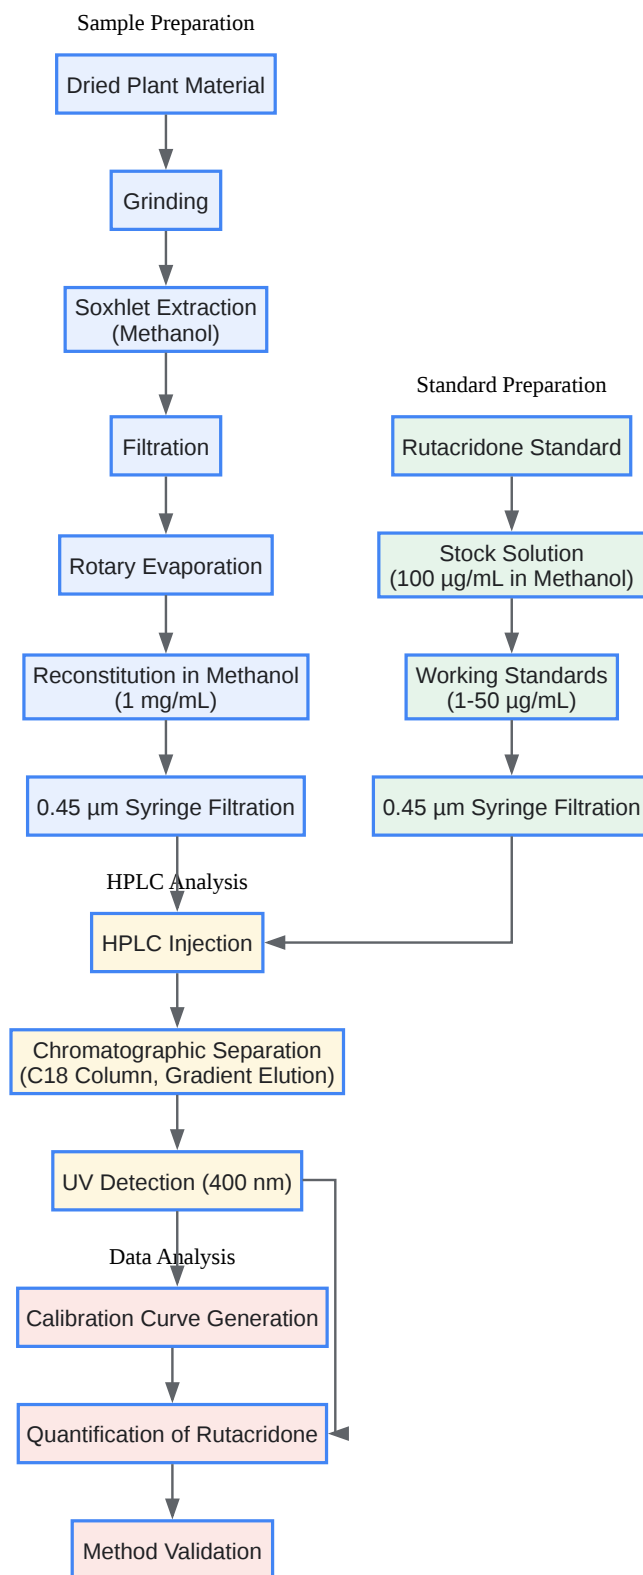 Sample Preparation
Dried Plant Material
Grinding
Soxhlet Extraction
(Methanol)
Filtration
Rotary Evaporation
Reconstitution in Methanol
(1 mg/mL)
0.45 µm Syringe Filtration
Standard Preparation
Rutacridone Standard
Stock Solution
(100 µg/mL in Methanol)
Working Standards
(1-50 µg/mL)
0.45 µm Syringe Filtration
HPLC Analysis
HPLC Injection
Chromatographic Separation
(C18 Column, Gradient Elution)
UV Detection (400 nm)
Data Analysis
Calibration Curve Generation
Quantification of Rutacridone
Method Validation